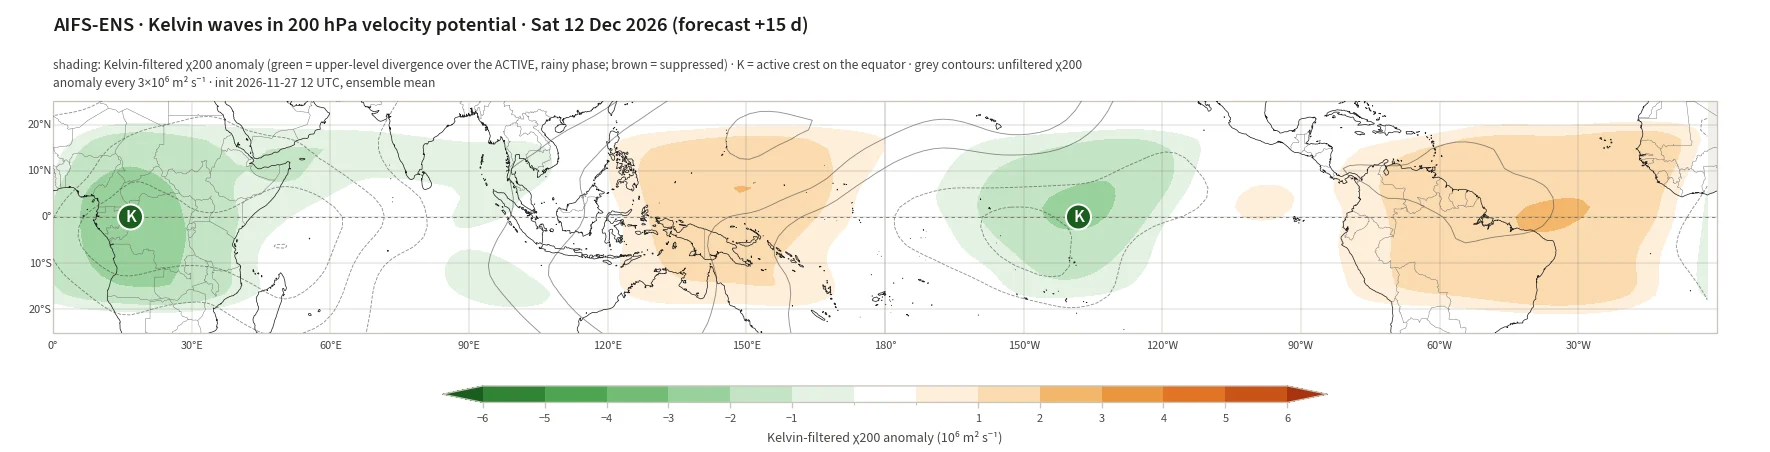 AIFS-ENS · Kelvin waves in 200 hPa velocity potential · Sat 12 Dec 2026 (forecast +15 d)
shading: Kelvin-filtered χ200 anomaly (green = upper-level divergence over the ACTIVE, rainy phase; brown = suppressed) · K = active crest on the equator · grey contours: unfiltered χ200
anomaly every 3×10⁶ m² s⁻¹ · init 2026-11-27 12 UTC, ensemble mean
20°N
10°N
0°
10°S
20°S
K
K
0° 30°E 60°E 90°E 120°E 150°E 180° 150°W 120°W 90°W 60°W 30°W
−6 −5 −4 −3 −2 −1 1 2 3 4 5 6
Kelvin-filtered χ200 anomaly (10⁶ m² s⁻¹)